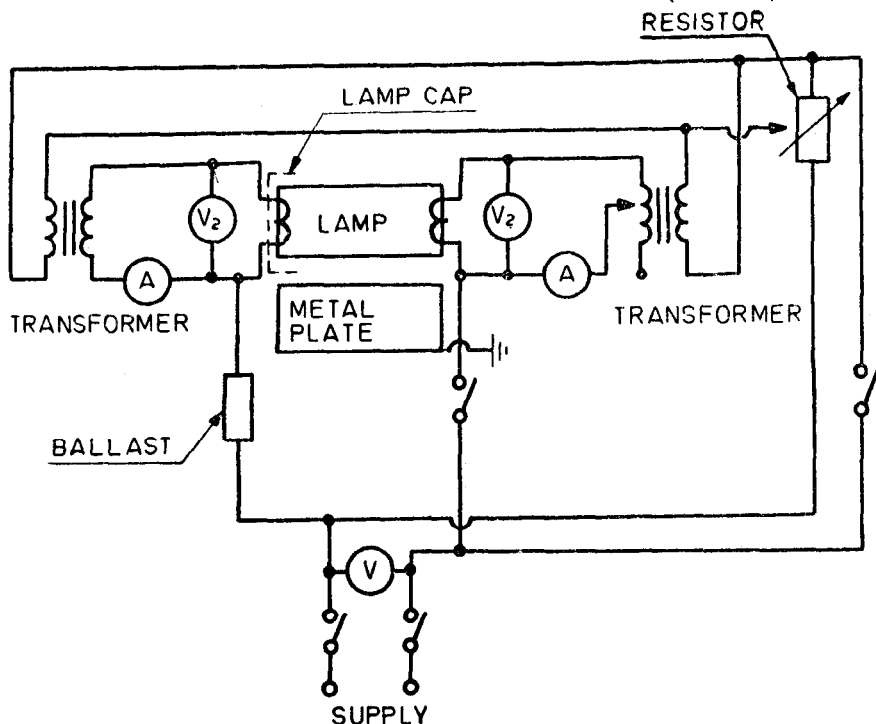 RESISTOR
LAMP CAP
V2
LAMP
V2
A
A
TRANSFORMER
METAL
PLATE
TRANSFORMER
BALLAST
V
SUPPLY